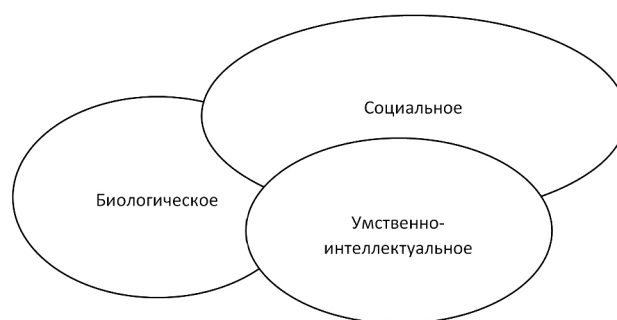 Социальное
Биологическое
Умственно-
интеллектуальное